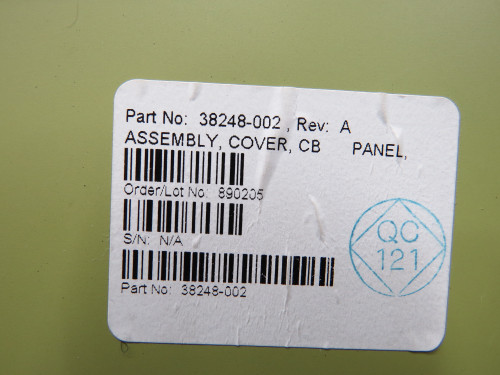 Part No: 38248-002 , Rev: A
ASSEMBLY, COVER, CB PANEL,
Order/Lot No: 890205
S/N: N/A
Part No: 38248-002
QC
121